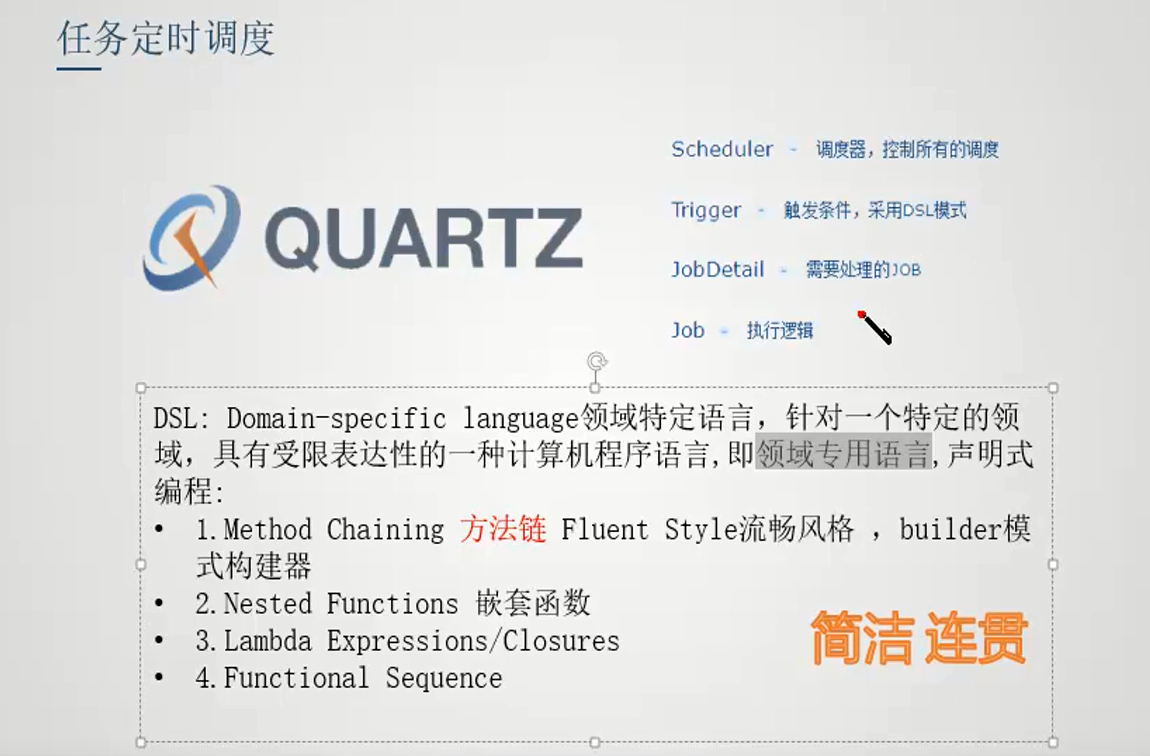 任务定时调度
QUARTZ
Scheduler - 调度器，控制所有的调度
Trigger - 触发条件，采用DSL模式
JobDetail - 需要处理的JOB
Job - 执行逻辑
DSL: Domain-specific language领域特定语言，针对一个特定的领
域，具有受限表达性的一种计算机程序语言,即领域专用语言,声明式
编程:
• 1.Method Chaining 方法链 Fluent Style流畅风格 ，builder模
式构建器
• 2.Nested Functions 嵌套函数
• 3.Lambda Expressions/Closures
• 4.Functional Sequence
简洁 连贯